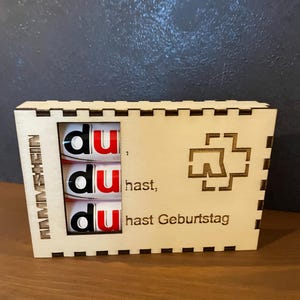 RAMMSTEIN
du,
du hast,
du hast Geburtstag